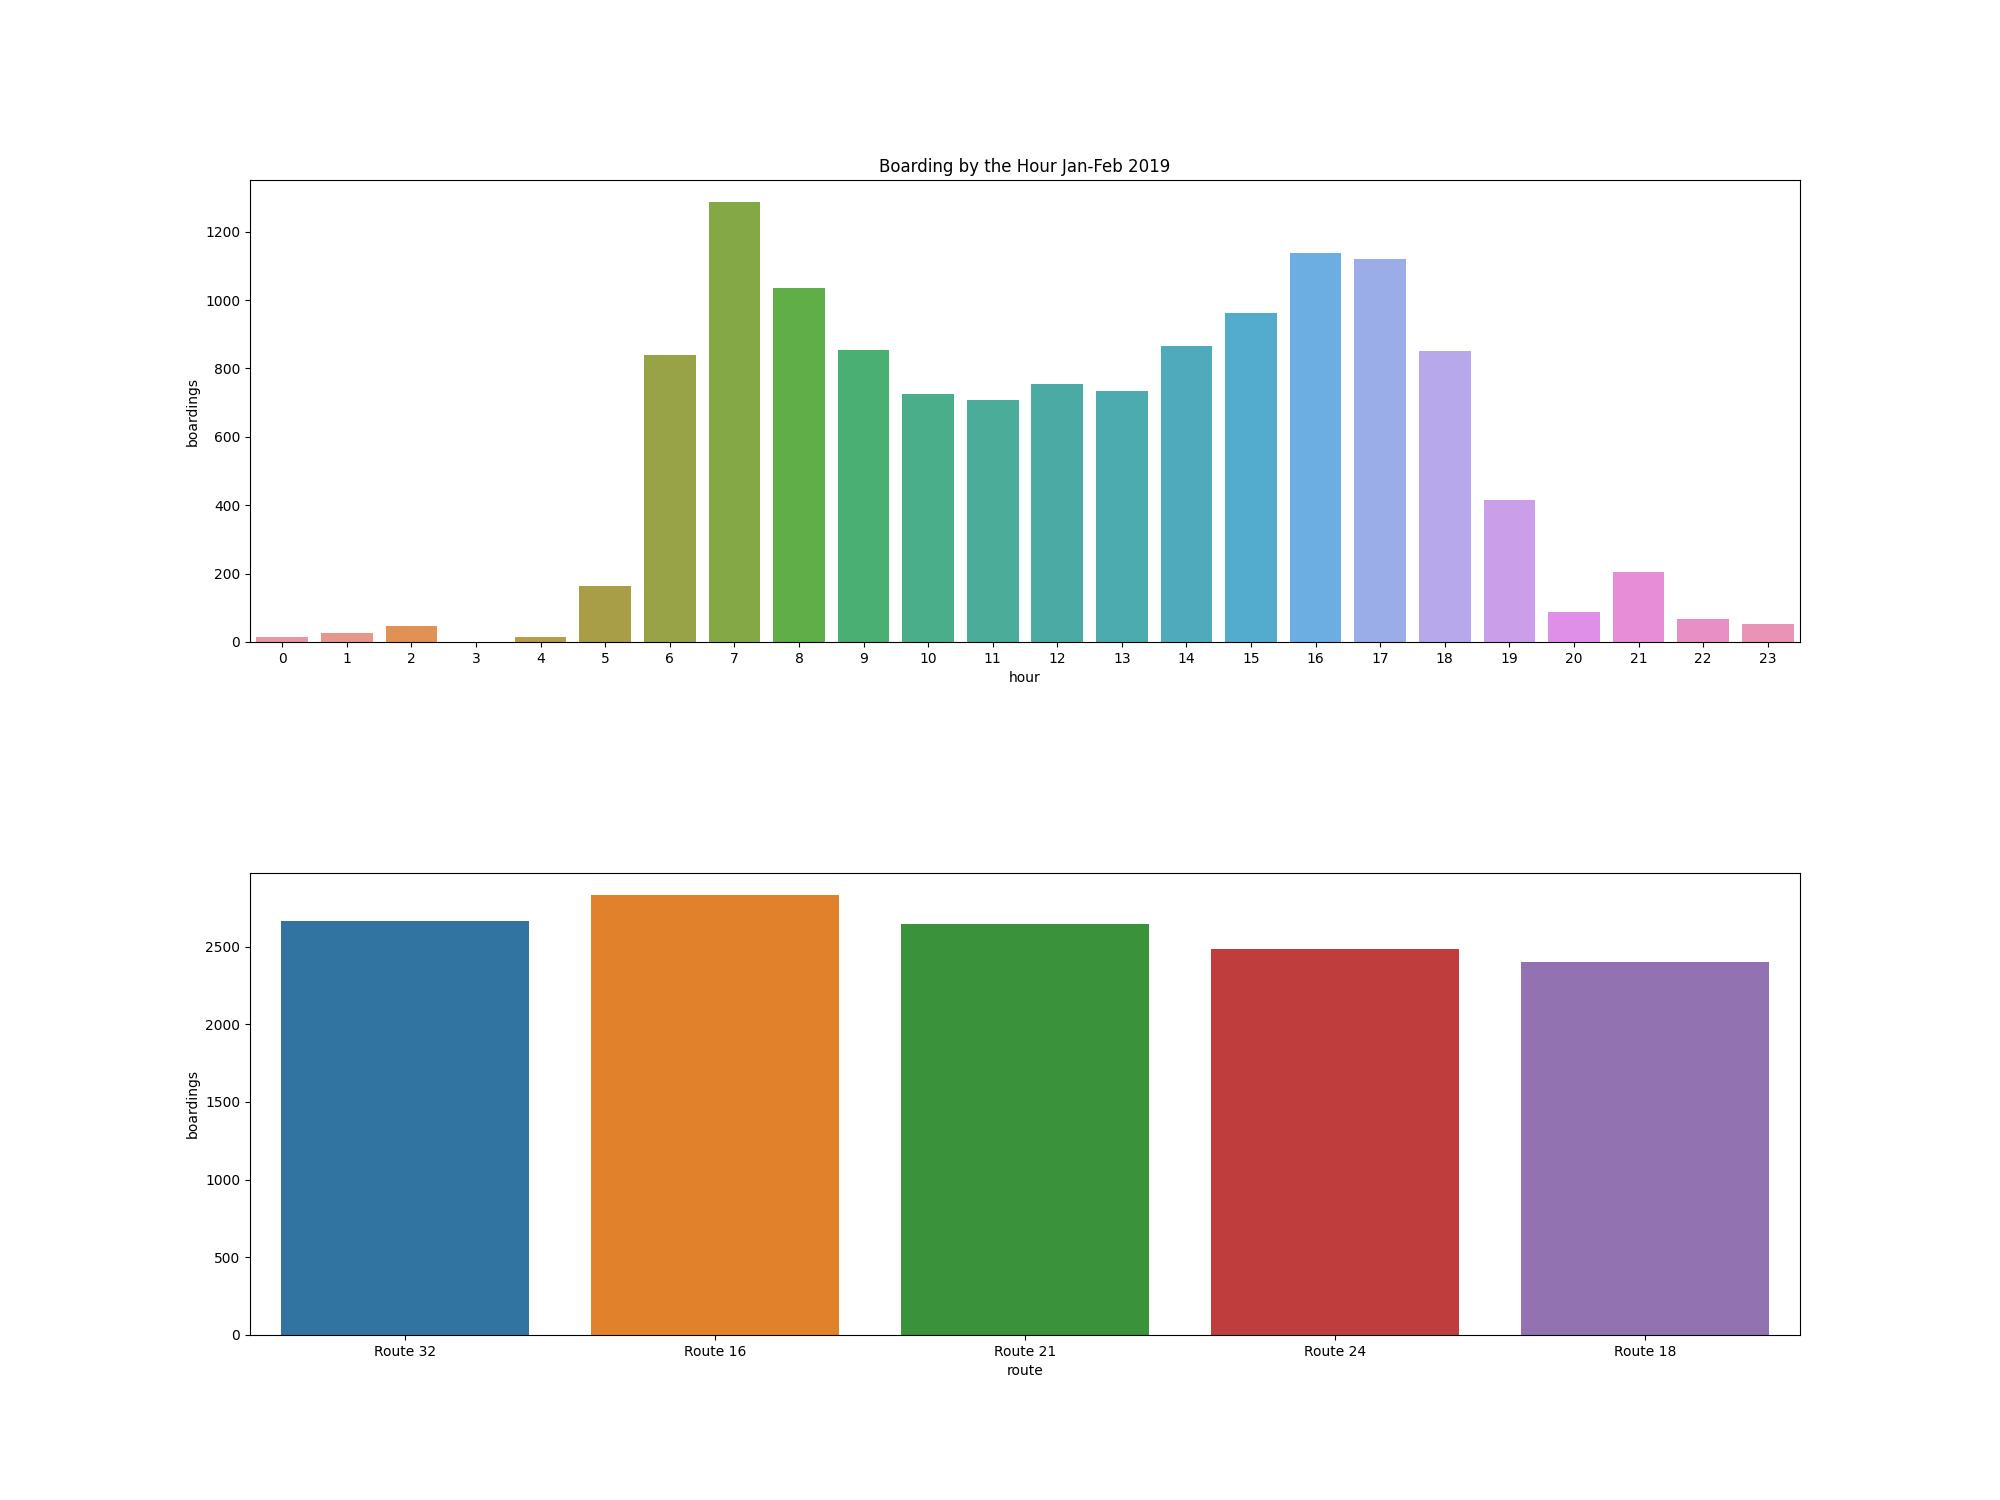 Boarding by the Hour Jan-Feb 2019
1200
1000
800
600
400
200
0
boardings
0 1 2 3 4 5 6 7 8 9 10 11 12 13 14 15 16 17 18 19 20 21 22 23
hour
2500
2000
1500
1000
500
0
boardings
Route 32 Route 16 Route 21 Route 24 Route 18
route